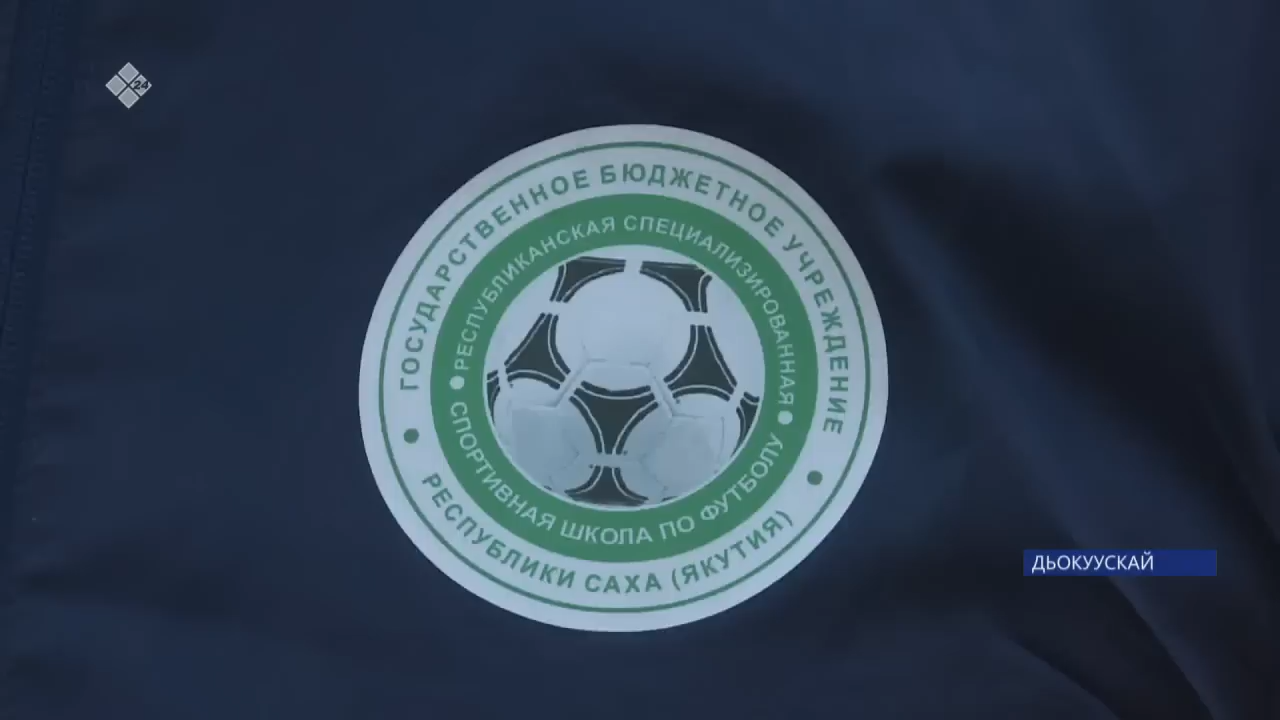 24
ГОСУДАРСТВЕННОЕ БЮДЖЕТНОЕ УЧРЕЖДЕНИЕ
РЕСПУБЛИКИ САХА (ЯКУТИЯ)
РЕСПУБЛИКАНСКАЯ СПЕЦИАЛИЗИРОВАННАЯ
СПОРТИВНАЯ ШКОЛА ПО ФУТБОЛУ
ДЬОКУУСКАЙ